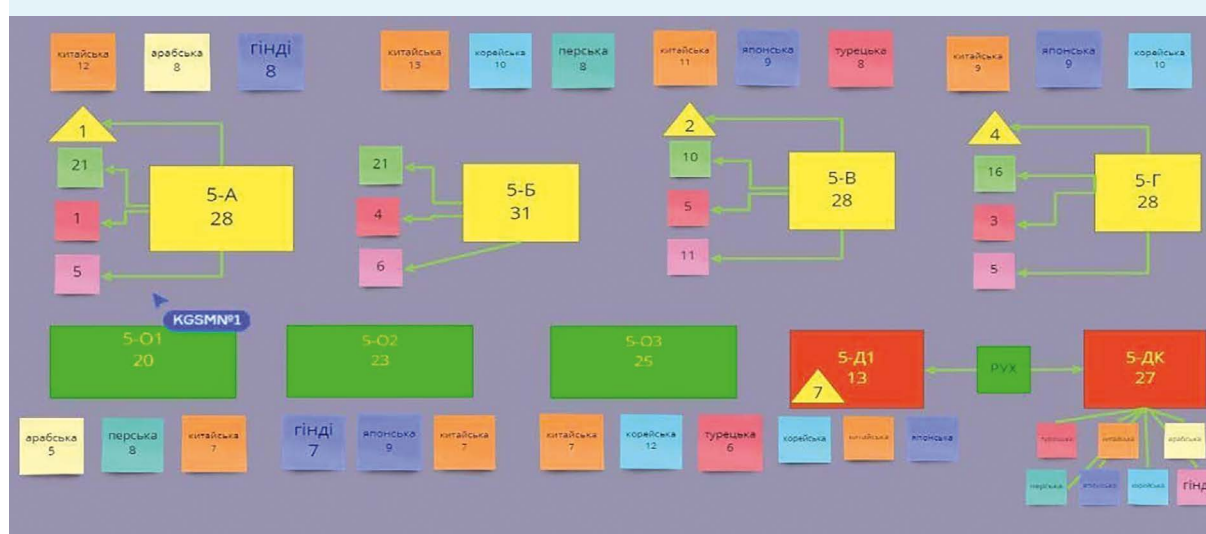 китайська
12
арабська
8
гінді
8
китайська
13
корейська
10
перська
8
китайська
11
японська
9
турецька
8
китайська
9
японська
9
корейська
10
1
21
1
5
5-А
28
21
4
6
5-Б
31
2
10
5
11
5-В
28
4
16
3
5
5-Г
28
KGSMN№1
5-О1
20
5-О2
23
5-О3
25
5-Д1
13
7
РУХ
5-ДК
27
арабська
5
перська
8
китайська
7
гінді
7
японська
9
китайська
7
китайська
7
корейська
12
турецька
6
корейська
китайська
японська
турецька
китайська
арабська
перська
японська
корейська
гінд